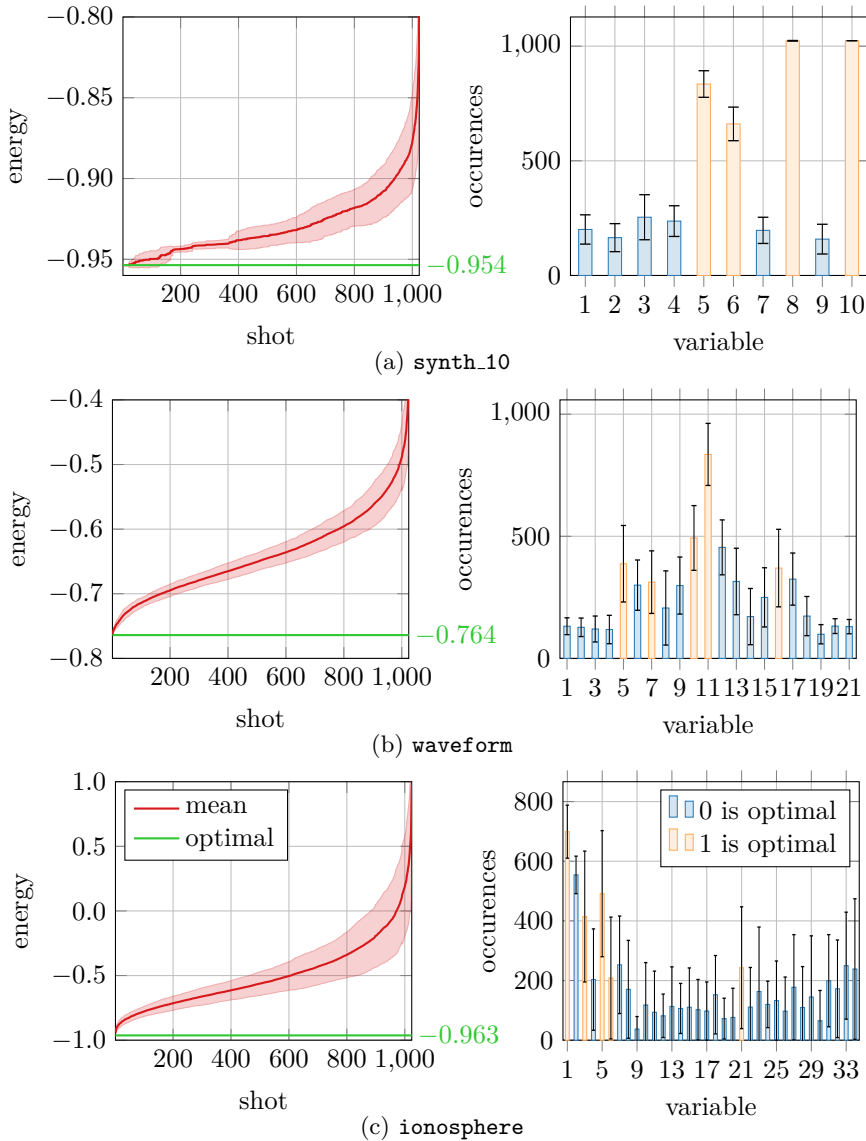 −0.80
−0.85
−0.90
−0.95
energy
200 400 600 800 1,000
shot
−0.954
1,000
500
0
occurences
1 2 3 4 5 6 7 8 9 10
variable
(a) synth_10
−0.4
−0.5
−0.6
−0.7
−0.8
energy
200 400 600 800 1,000
shot
−0.764
1,000
500
0
occurences
1 3 5 7 9 11 13 15 17 19 21
variable
(b) waveform
1.0
0.5
0.0
−0.5
−1.0
energy
mean
optimal
200 400 600 800 1,000
shot
−0.963
800
600
400
200
0
occurences
0 is optimal
1 is optimal
1 5 9 13 17 21 25 29 33
variable
(c) ionosphere